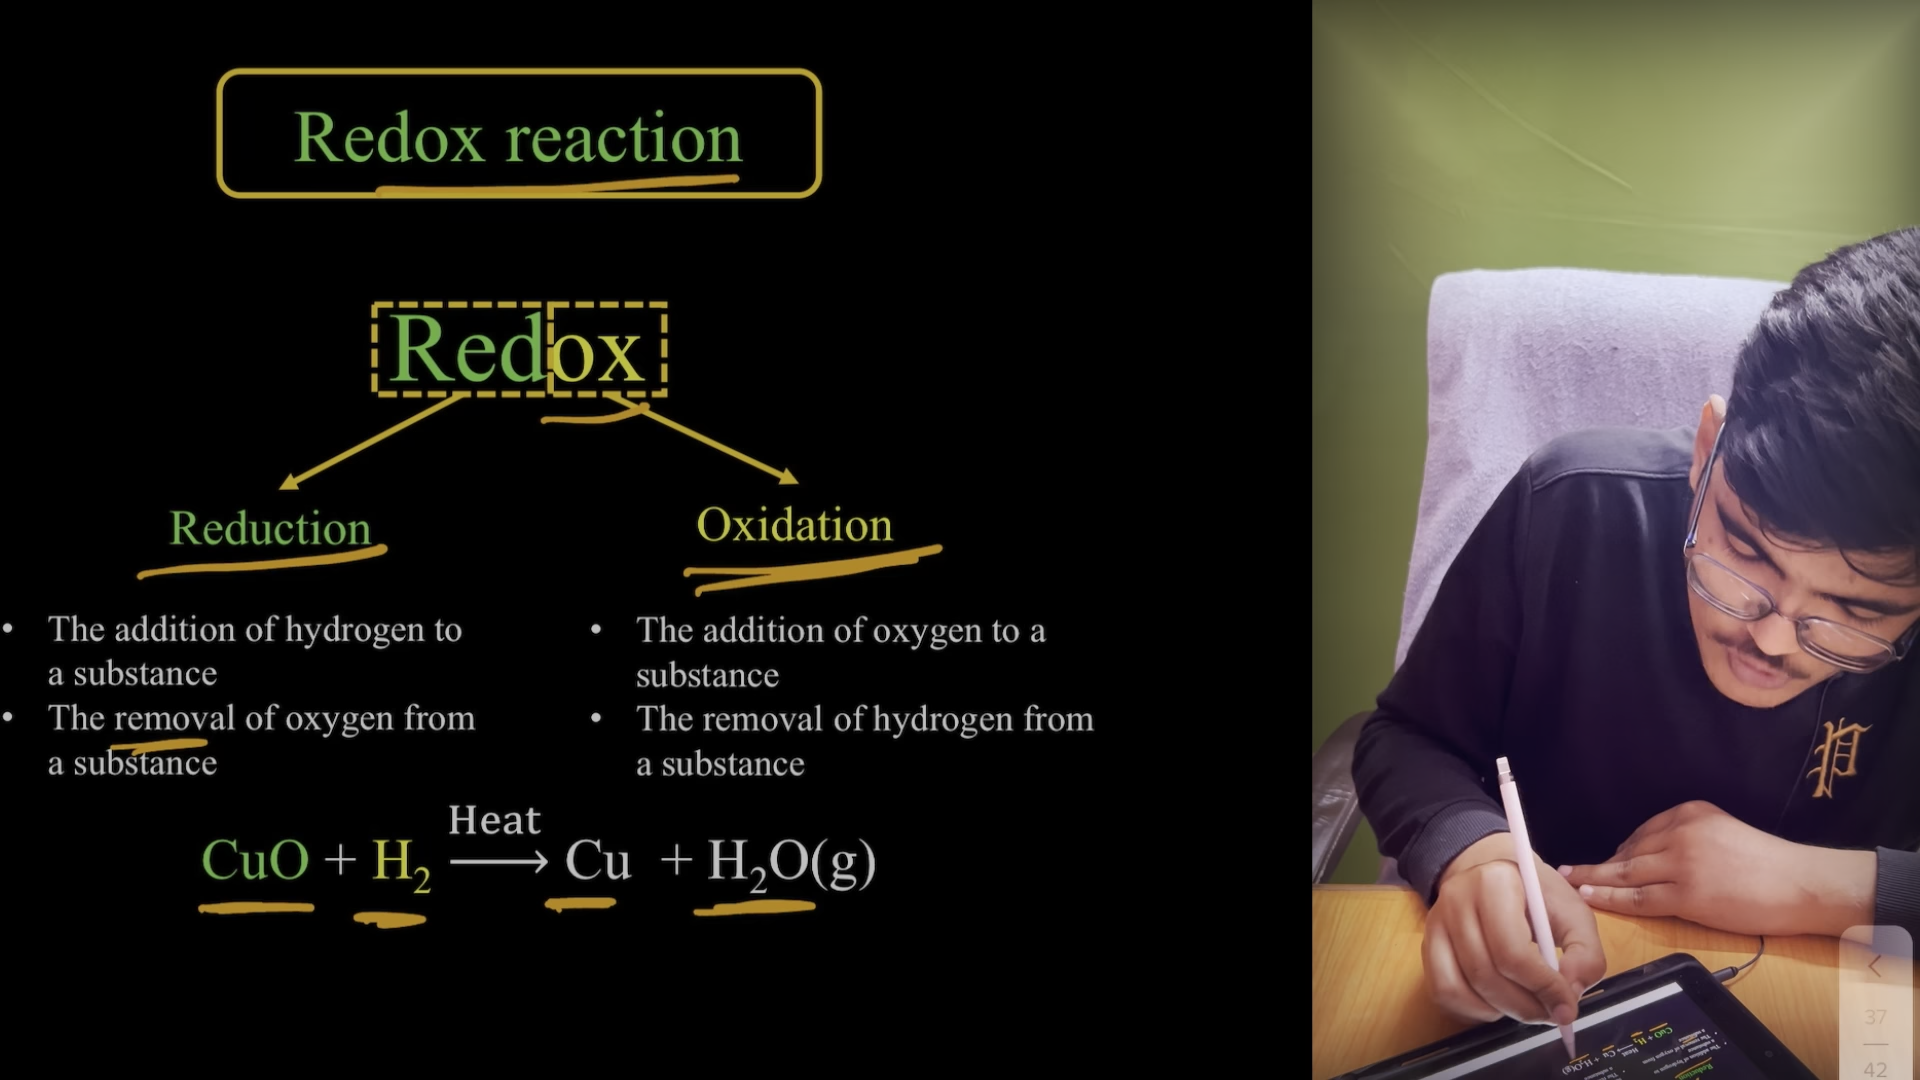 Redox reaction
Redox
Reduction
• The addition of hydrogen to
a substance
• The removal of oxygen from
a substance
Oxidation
• The addition of oxygen to a
substance
• The removal of hydrogen from
a substance
Heat
CuO + H₂ ⟶ Cu + H₂O(g)
P
37
42